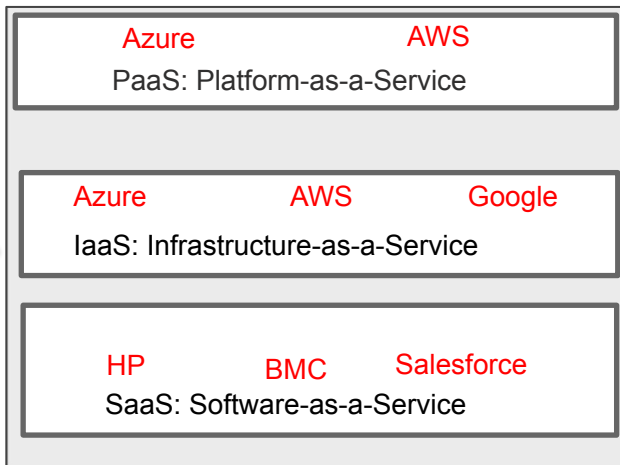 Azure AWS
PaaS: Platform-as-a-Service
Azure AWS Google
IaaS: Infrastructure-as-a-Service
HP BMC Salesforce
SaaS: Software-as-a-Service